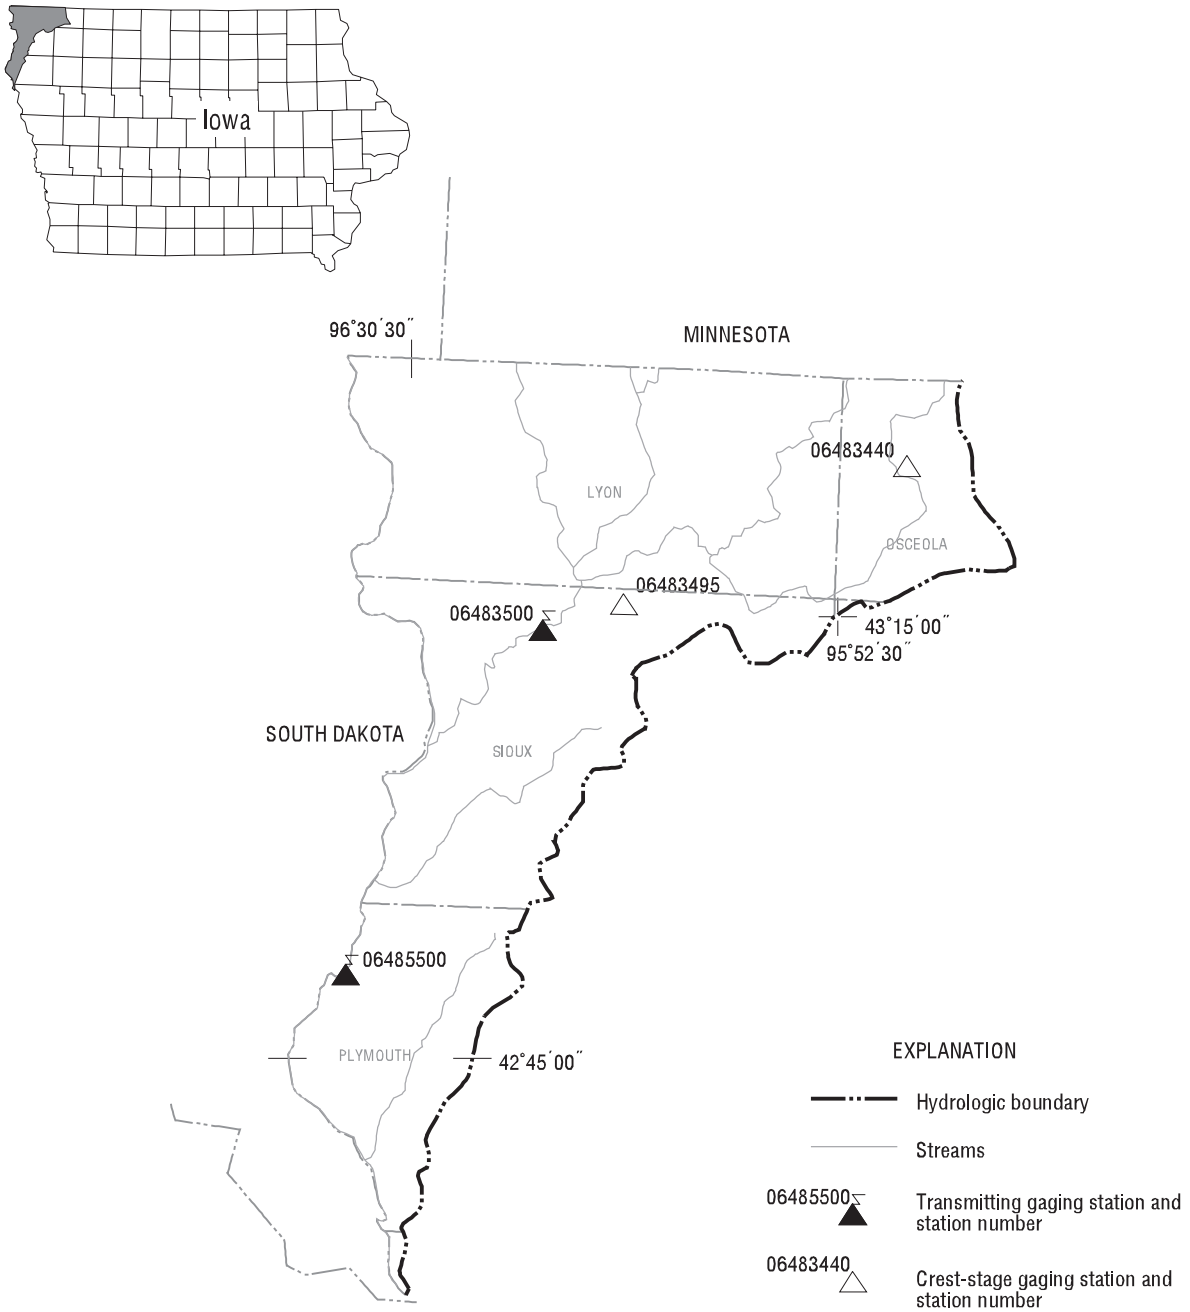 Iowa
96°30´30˝
MINNESOTA
06483440
LYON
OSCEOLA
06483495
06483500
43°15´00˝
95°52´30˝
SOUTH DAKOTA
SIOUX
06485500
PLYMOUTH
42°45´00˝
EXPLANATION
Hydrologic boundary
Streams
06485500
Transmitting gaging station and
station number
06483440
Crest-stage gaging station and
station number